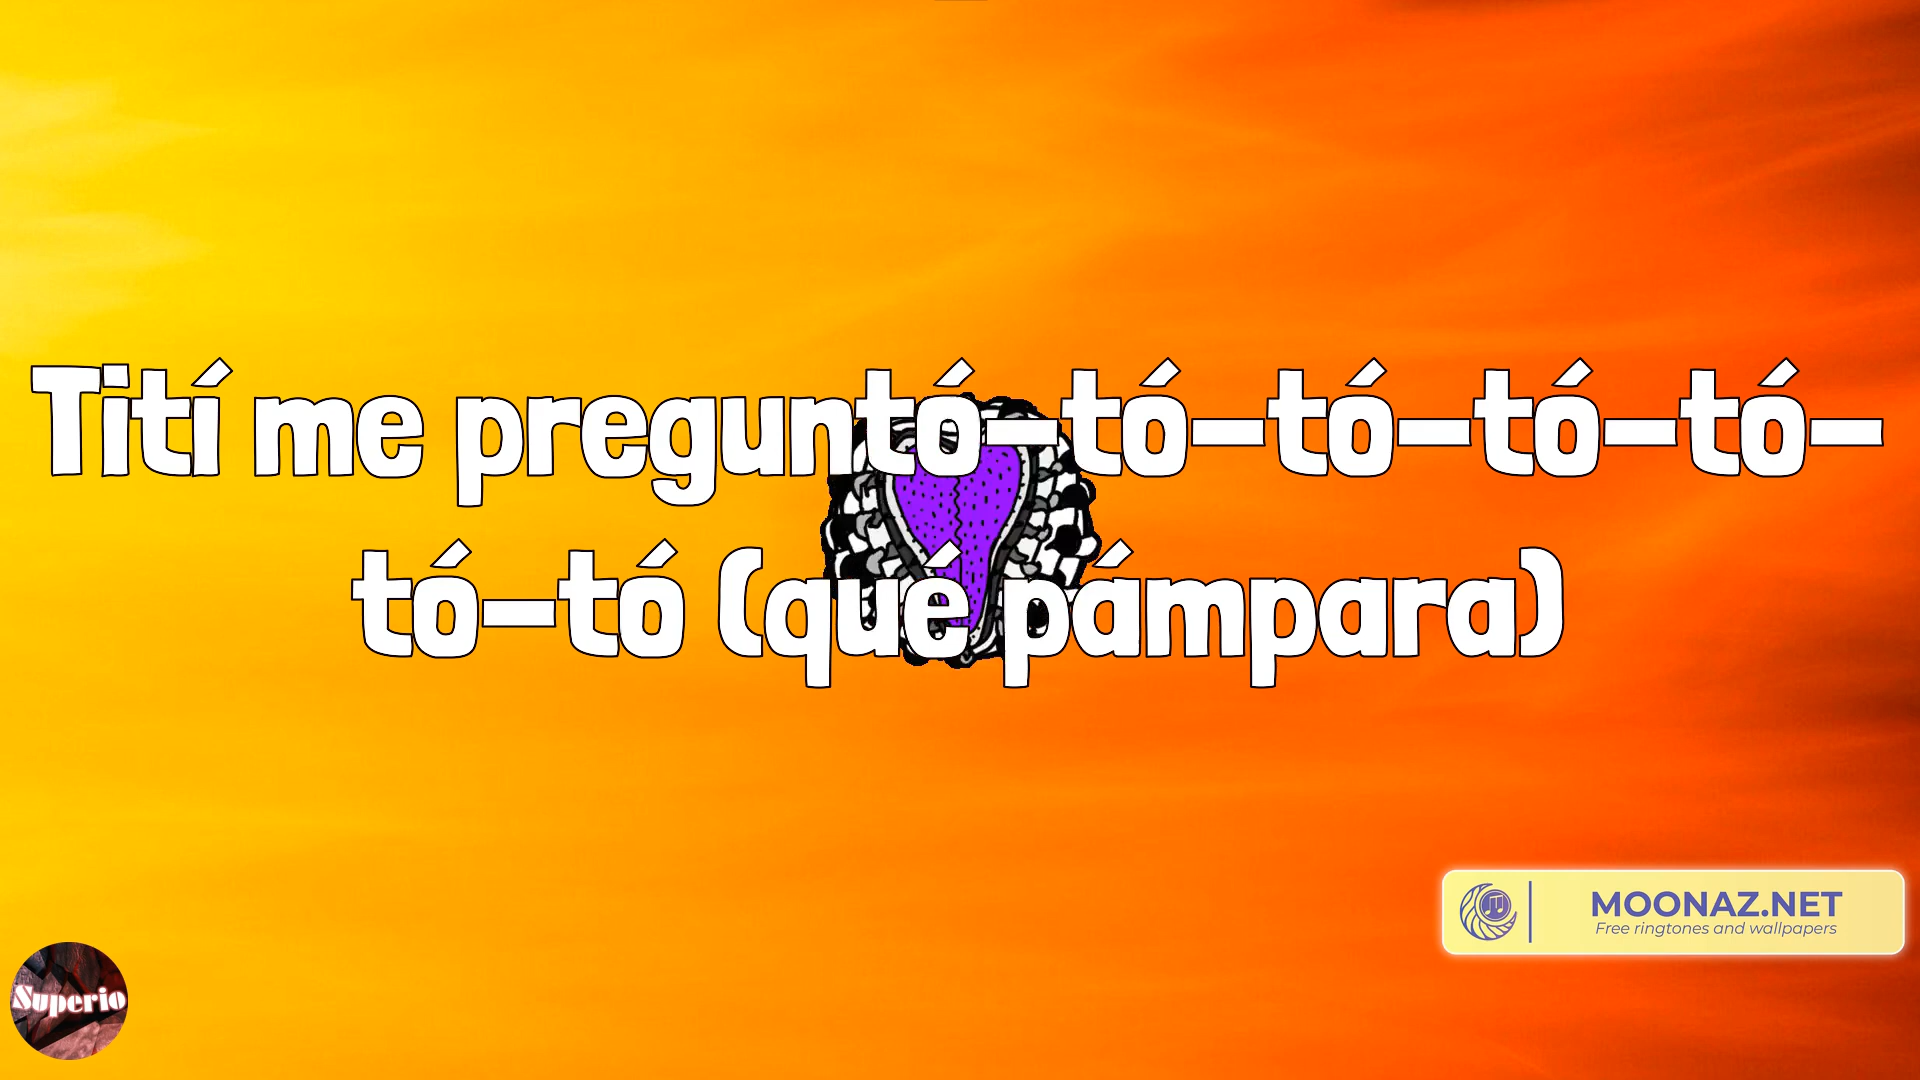 Tití me preguntó-tó-tó-tó-tó-
tó-tó (qué pámpara)
MOONAZ.NET
Free ringtones and wallpapers
Superio